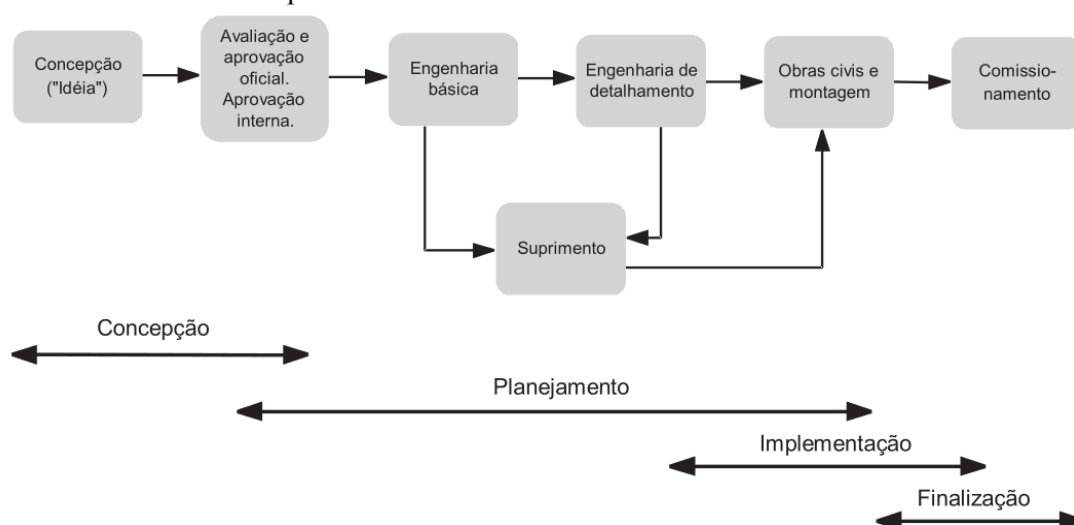 Concepção
("Idéia")
Avaliação e
aprovação
oficial.
Aprovação
interna.
Engenharia
básica
Engenharia de
detalhamento
Obras civis e
montagem
Comissio-
namento
Suprimento
Concepção
Planejamento
Implementação
Finalização